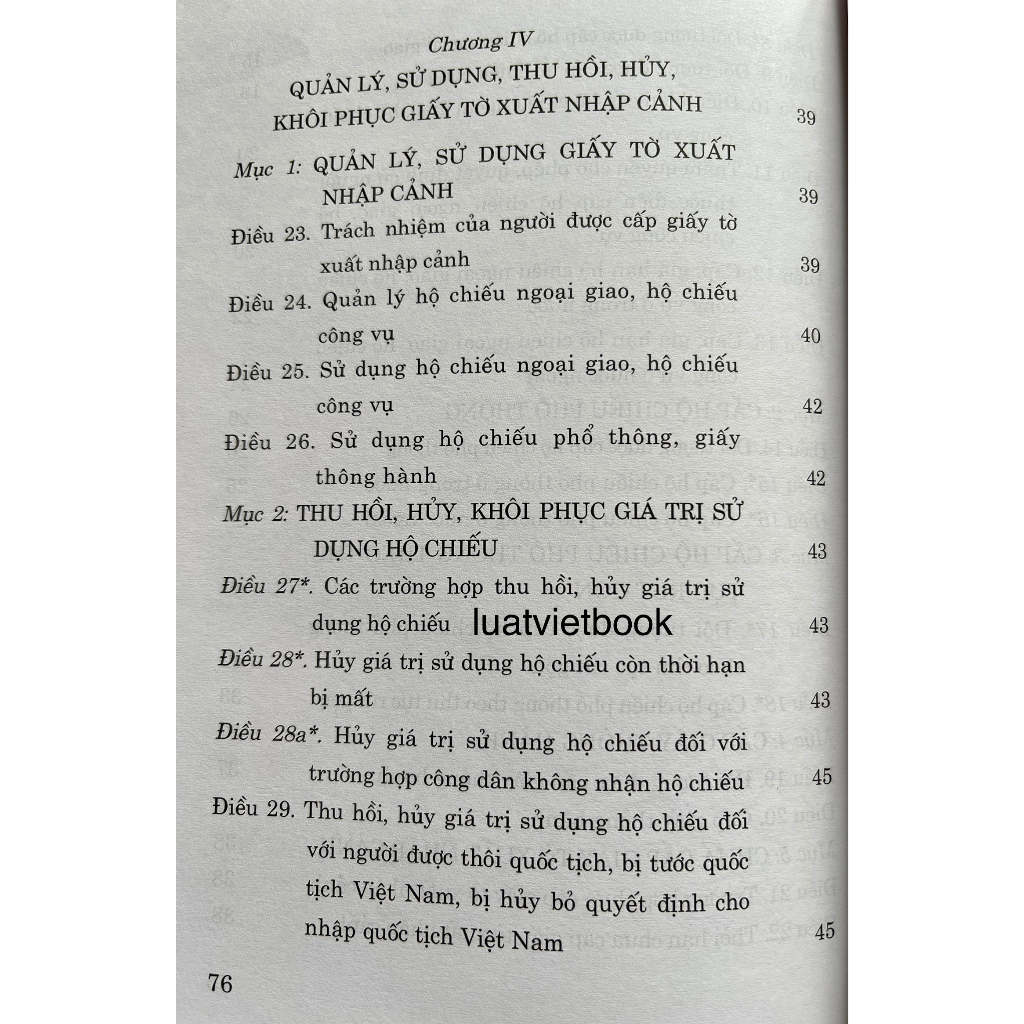 Chương IV
QUẢN LÝ, SỬ DỤNG, THU HỒI, HỦY,
KHÔI PHỤC GIẤY TỜ XUẤT NHẬP CẢNH 39
Mục 1: QUẢN LÝ, SỬ DỤNG GIẤY TỜ XUẤT
NHẬP CẢNH 39
Điều 23. Trách nhiệm của người được cấp giấy tờ
xuất nhập cảnh 39
Điều 24. Quản lý hộ chiếu ngoại giao, hộ chiếu
công vụ 40
Điều 25. Sử dụng hộ chiếu ngoại giao, hộ chiếu
công vụ 42
Điều 26. Sử dụng hộ chiếu phổ thông, giấy
thông hành 42
Mục 2: THU HỒI, HỦY, KHÔI PHỤC GIÁ TRỊ SỬ
DỤNG HỘ CHIẾU 43
Điều 27*. Các trường hợp thu hồi, hủy giá trị sử
dụng hộ chiếu luatvietbook 43
Điều 28*. Hủy giá trị sử dụng hộ chiếu còn thời hạn
bị mất 43
Điều 28a*. Hủy giá trị sử dụng hộ chiếu đối với
trường hợp công dân không nhận hộ chiếu 45
Điều 29. Thu hồi, hủy giá trị sử dụng hộ chiếu đối
với người được thôi quốc tịch, bị tước quốc
tịch Việt Nam, bị hủy bỏ quyết định cho
nhập quốc tịch Việt Nam 45
76